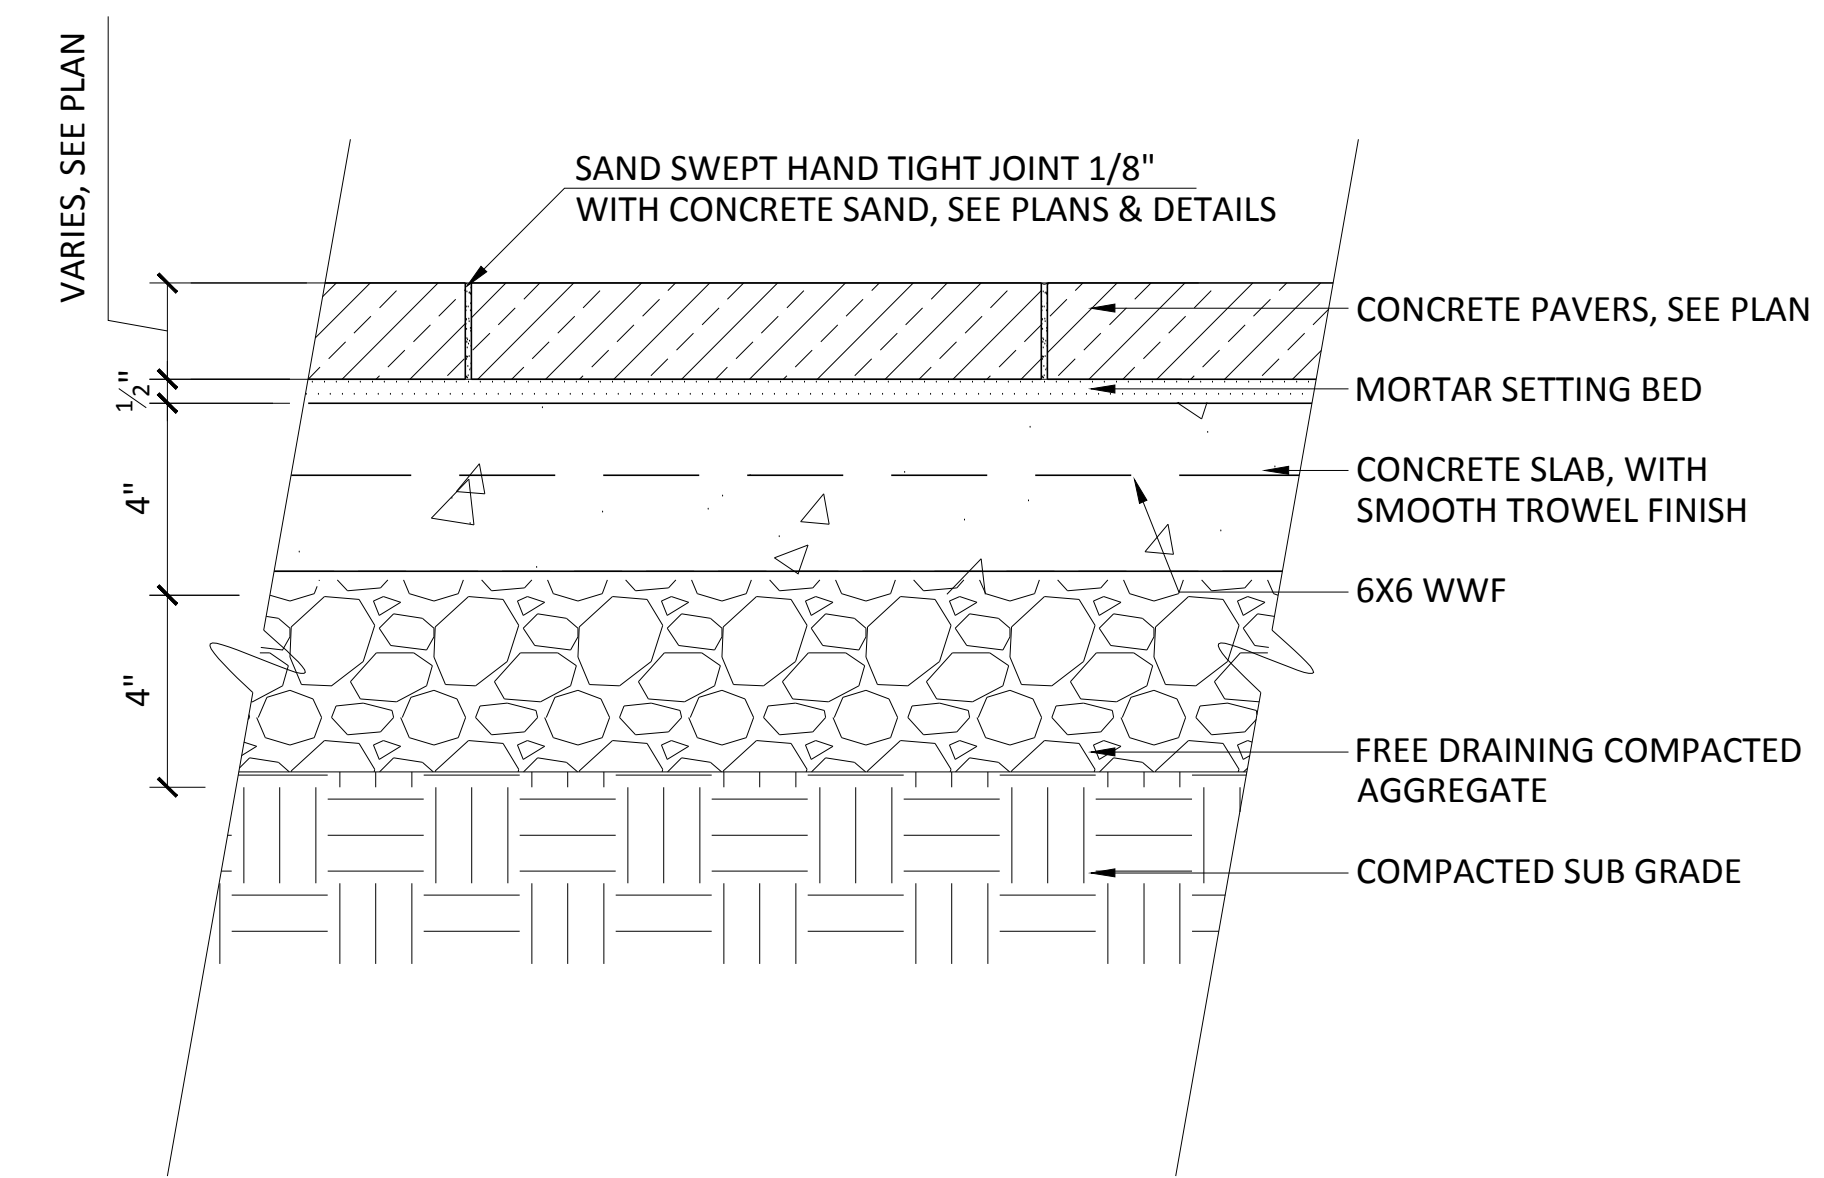 VARIES, SEE PLAN
SAND SWEPT HAND TIGHT JOINT 1/8"
WITH CONCRETE SAND, SEE PLANS & DETAILS
CONCRETE PAVERS, SEE PLAN
1/2"
MORTAR SETTING BED
4"
CONCRETE SLAB, WITH
SMOOTH TROWEL FINISH
6X6 WWF
4"
FREE DRAINING COMPACTED
AGGREGATE
COMPACTED SUB GRADE